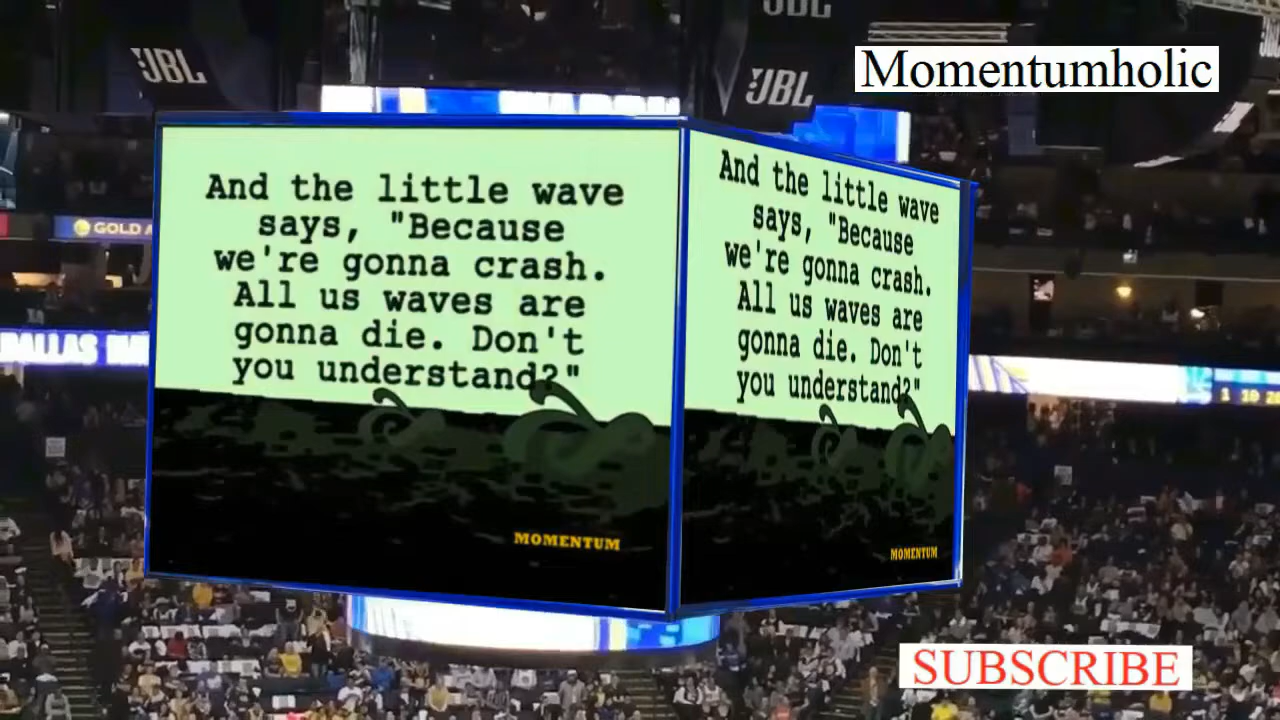 JBL
JBL
JBL
Momentumholic
And the little wave
says, "Because
we're gonna crash.
All us waves are
gonna die. Don't
you understand?"
MOMENTUM
And the little wave
says, "Because
we're gonna crash.
All us waves are
gonna die. Don't
you understand?"
MOMENTUM
GOLD
DALLAS
SUBSCRIBE